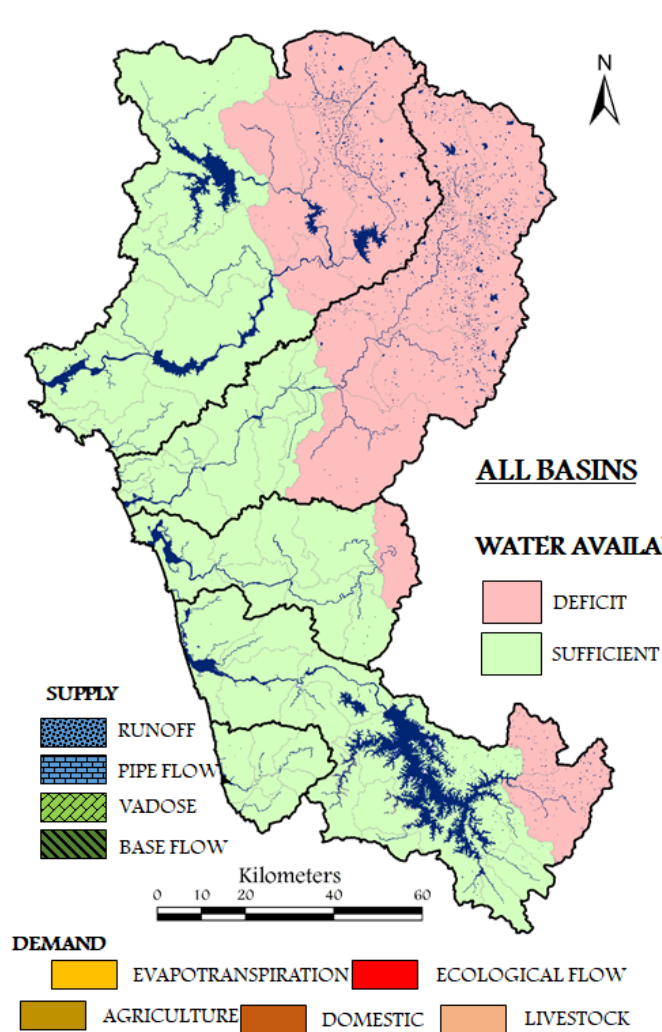 N
ALL BASINS
WATER AVAILA
DEFICIT
SUFFICIENT
SUPPLY
RUNOFF
PIPE FLOW
VADOSE
BASE FLOW
Kilometers
0 10 20 40 60
DEMAND
EVAPOTRANSPIRATION ECOLOGICAL FLOW
AGRICULTURE DOMESTIC LIVESTOCK